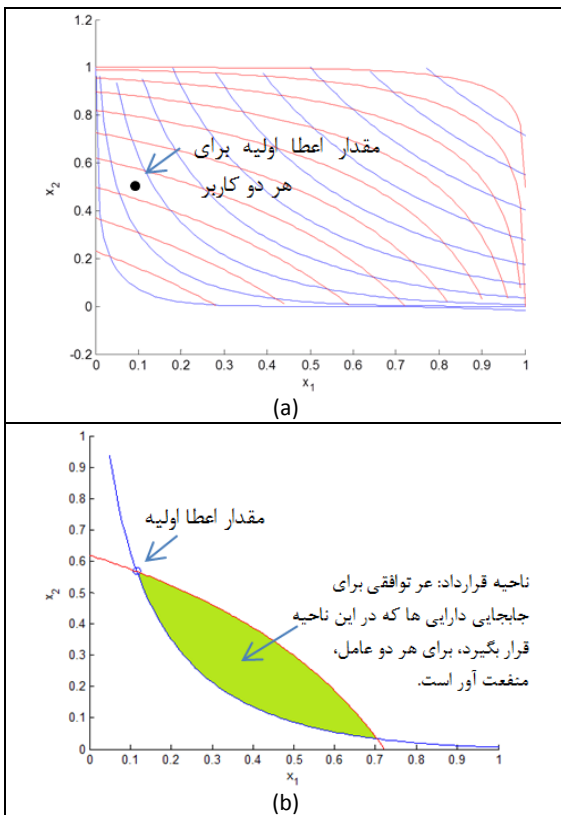 1.2
1
0.8
0.6
0.4
0.2
0
-0.2
x2
مقدار اعطا اولیه برای
هر دو کاربر
0 0.1 0.2 0.3 0.4 0.5 0.6 0.7 0.8 0.9 1
x1
(a)
1
0.9
0.8
0.7
0.6
0.5
0.4
0.3
0.2
0.1
0
x2
مقدار اعطا اولیه
ناحیه قرارداد: عر توافقی برای
جابجایی دارایی ها که در این ناحیه
قرار بگیرد، برای هر دو عامل،
منفعت آور است.
0 0.1 0.2 0.3 0.4 0.5 0.6 0.7 0.8 0.9 1
x1
(b)